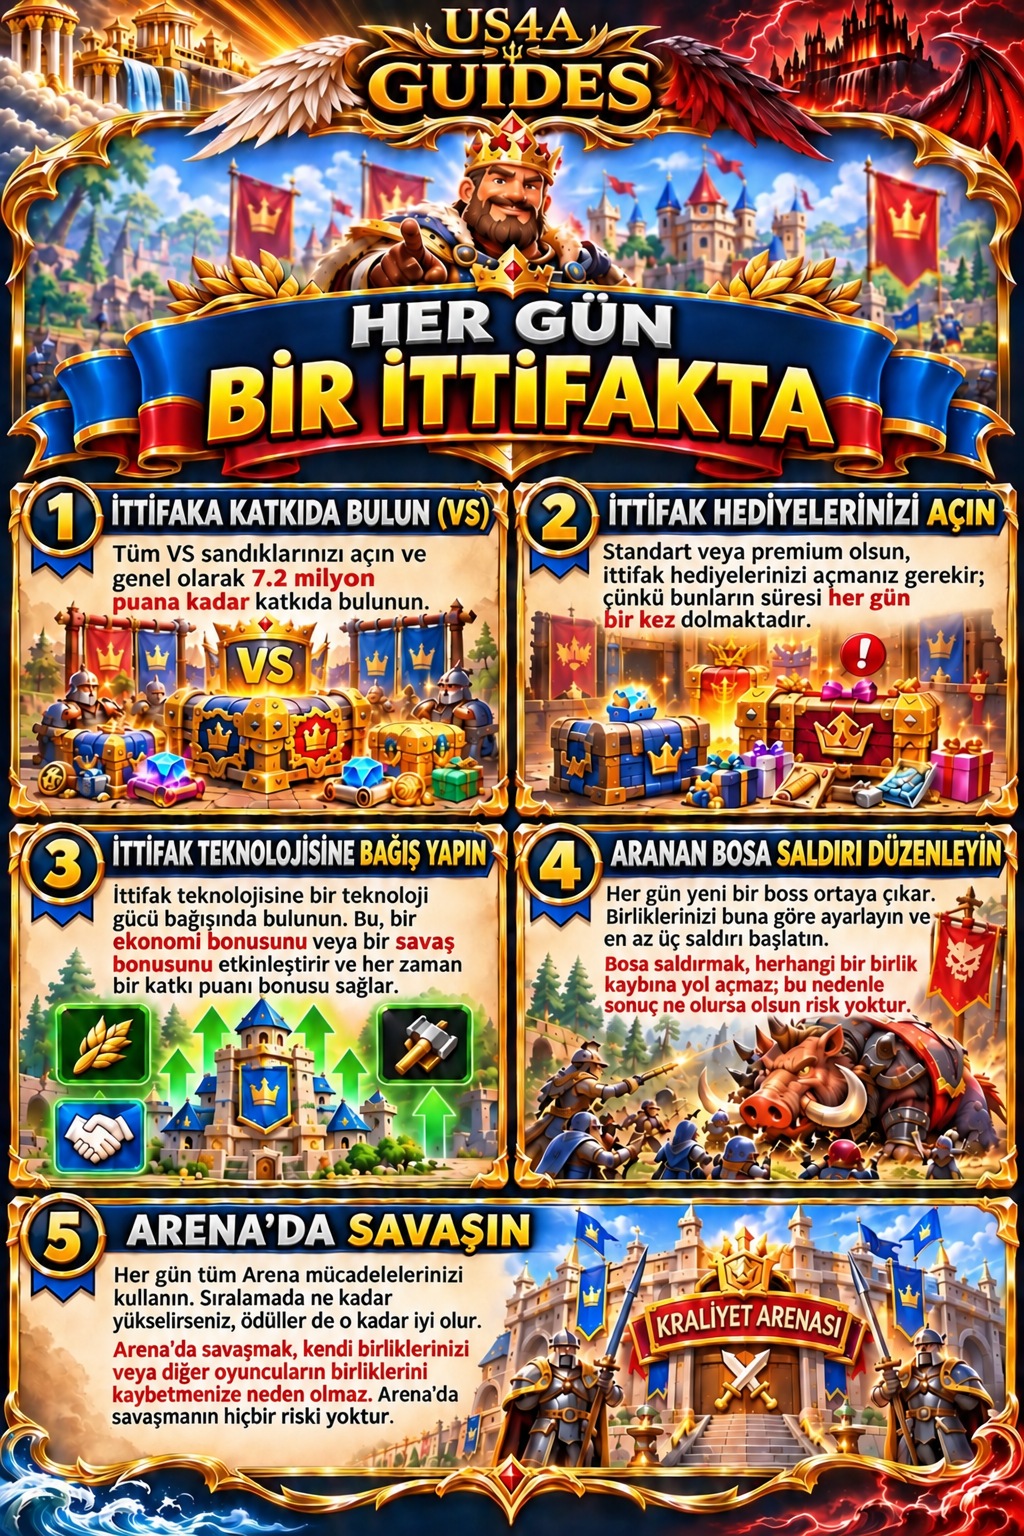 US4A
GUIDES
HER GÜN
BİR İTTİFAKTA
1
İTTİFAKA KATKIDA BULUN (VS)
Tüm VS sandıklarınızı açın ve
genel olarak 7.2 milyon
puana kadar katkıda bulunun.
VS
2
İTTİFAK HEDİYELERİNİZİ AÇIN
Standart veya premium olsun,
ittifak hediyelerinizi açmanız gerekir;
çünkü bunların süresi her gün
bir kez dolmaktadır.
!
3
İTTİFAK TEKNOLOJİSİNE BAĞIŞ YAPIN
İttifak teknolojisine bir teknoloji
gücü bağışında bulunun. Bu, bir
ekonomi bonusunu veya bir savaş
bonusunu etkinleştirir ve her zaman
bir katkı puanı bonusu sağlar.
4
ARANAN BOSA SALDIRI DÜZENLEYİN
Her gün yeni bir boss ortaya çıkar.
Birliklerinizi buna göre ayarlayın ve
en az üç saldırı başlatın.
Bosa saldırmak, herhangi bir birlik
kaybına yol açmaz; bu nedenle
sonuç ne olursa olsun risk yoktur.
5
ARENA'DA SAVAŞIN
Her gün tüm Arena mücadelelerinizi
kullanın. Sıralamada ne kadar
yükselirseniz, ödüller de o kadar iyi olur.
Arena'da savaşmak, kendi birliklerinizi
veya diğer oyuncuların birliklerini
kaybetmenize neden olmaz. Arena'da
savaşmanın hiçbir riski yoktur.
KRALİYET ARENASI